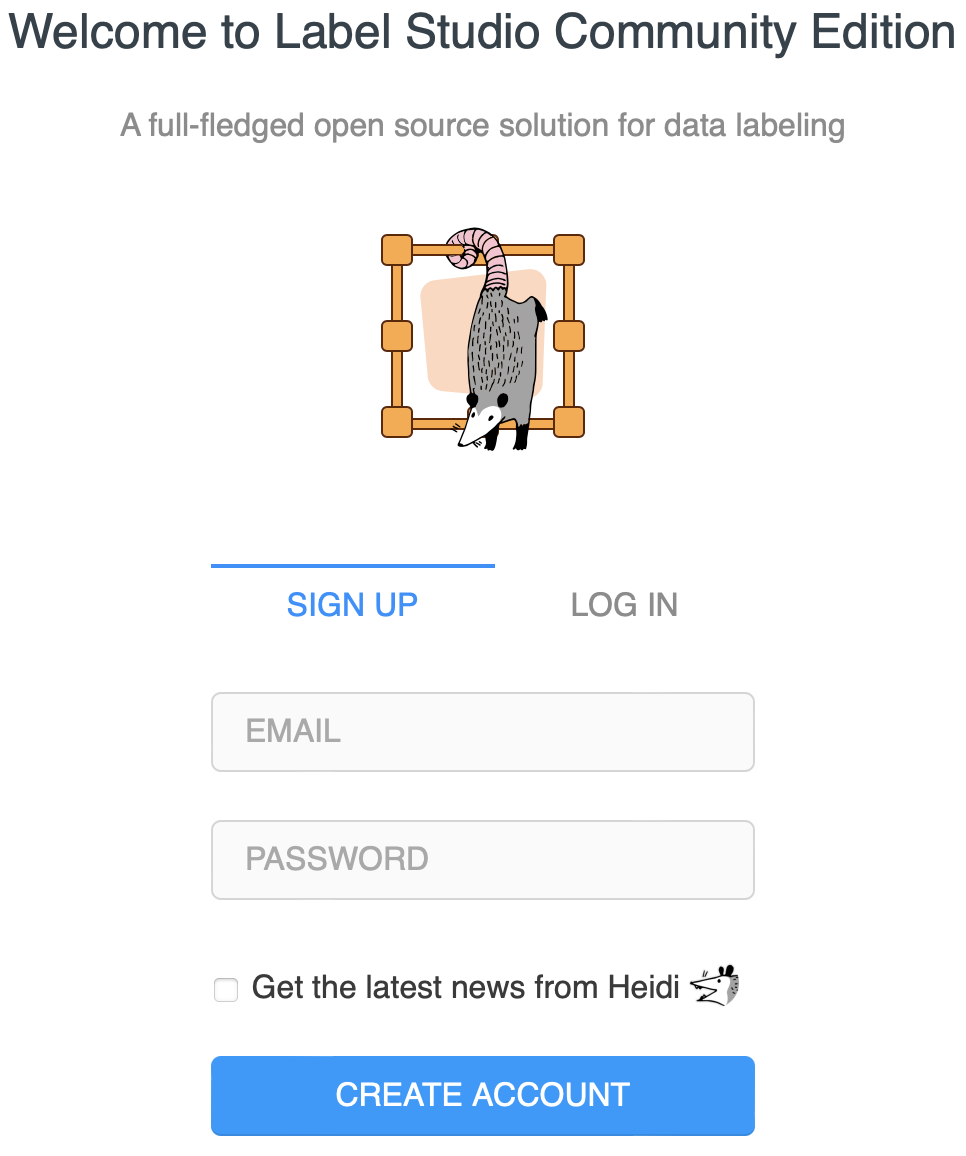 Welcome to Label Studio Community Edition
A full-fledged open source solution for data labeling
SIGN UP
LOG IN
EMAIL
PASSWORD
Get the latest news from Heidi
CREATE ACCOUNT